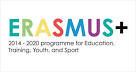 ERASMUS+
2014 - 2020 programme for Education,
Training, Youth, and Sport